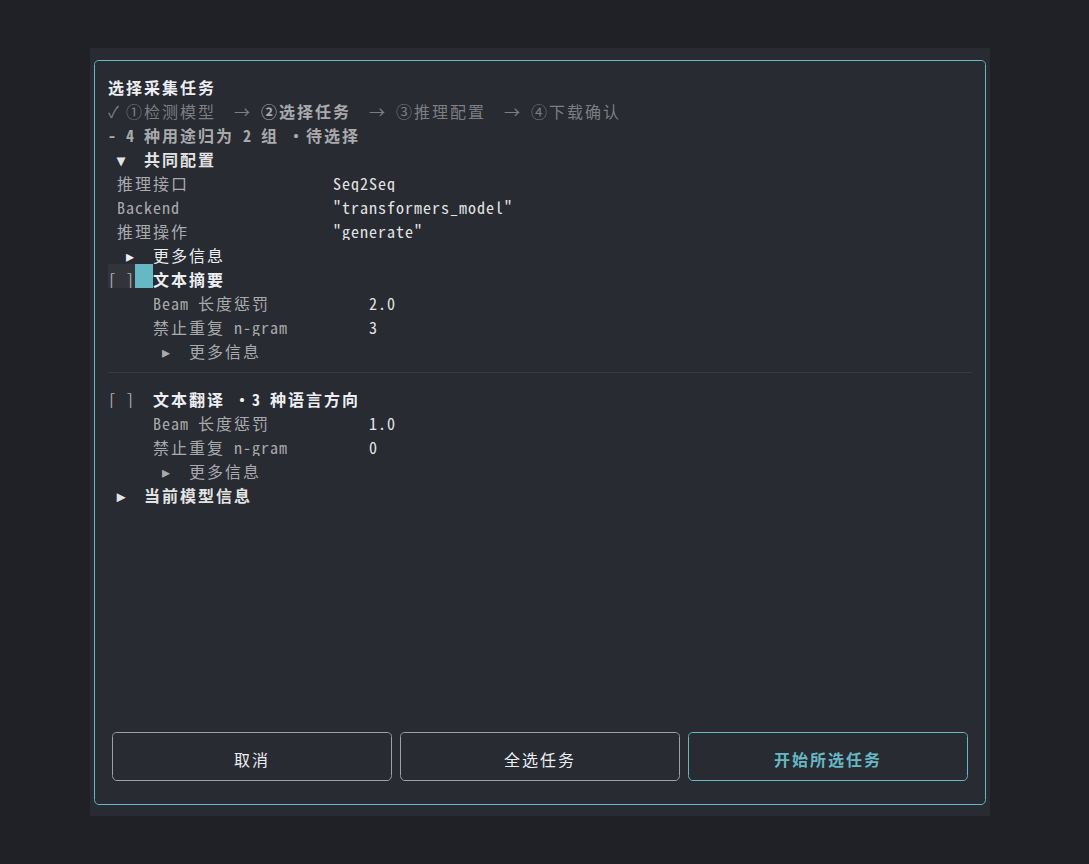 选择采集任务
✓ ①检测模型 → ②选择任务 → ③推理配置 → ④下载确认
- 4 种用途归为 2 组 ·待选择
▼ 共同配置
推理接口 Seq2Seq
Backend "transformers_model"
推理操作 "generate"
▶ 更多信息
[ ] 文本摘要
Beam 长度惩罚 2.0
禁止重复 n-gram 3
▶ 更多信息
[ ] 文本翻译 ·3 种语言方向
Beam 长度惩罚 1.0
禁止重复 n-gram 0
▶ 更多信息
▶ 当前模型信息
取消 全选任务 开始所选任务